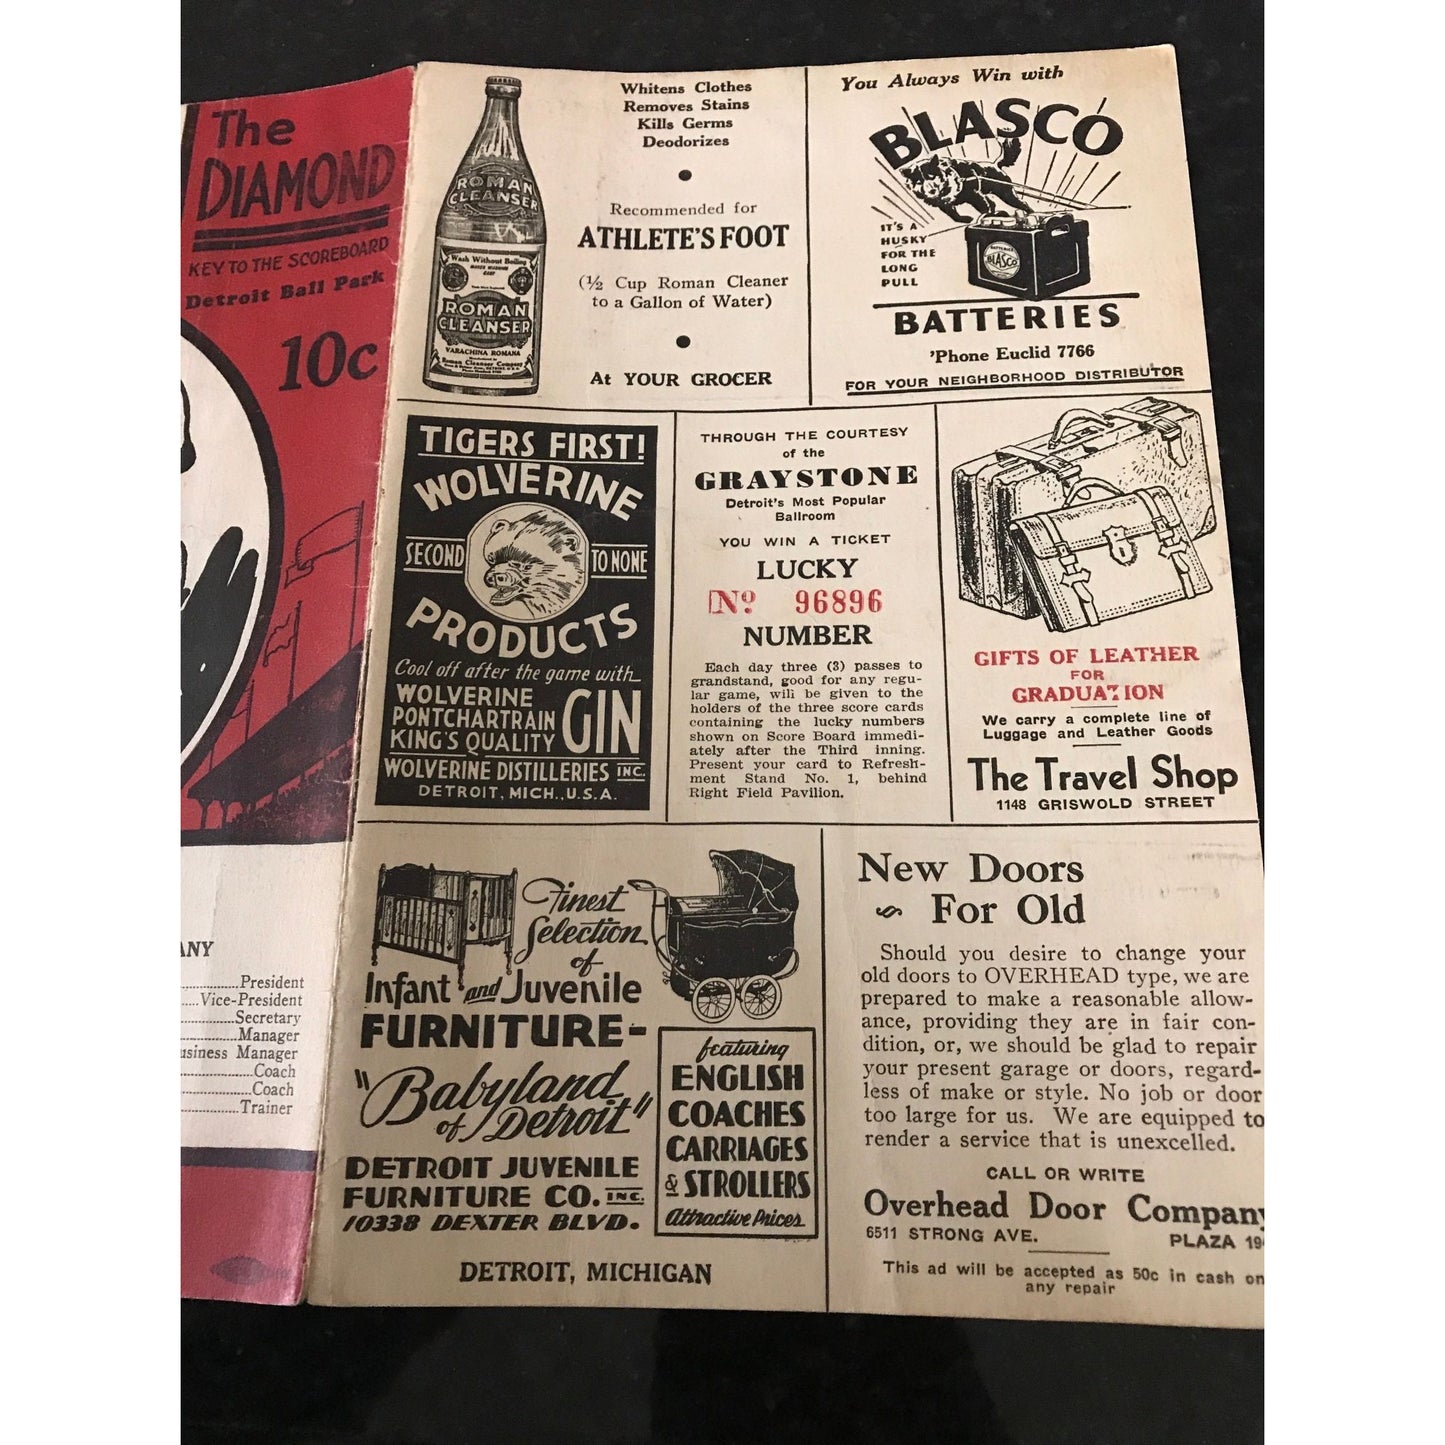 The
DIAMOND
KEY TO THE SCOREBOARD
Detroit Ball Park
10c
ANY
President
Vice-President
Secretary
Manager
usiness Manager
Coach
Coach
Trainer
ROMAN
CLEANSER
Wash Without Boiling
ROMAN
CLEANSER
VARACHINA ROMANA
Roman Cleanser Company
Whitens Clothes
Removes Stains
Kills Germs
Deodorizes
Recommended for
ATHLETE'S FOOT
(½ Cup Roman Cleaner
to a Gallon of Water)
At YOUR GROCER
You Always Win with
BLASCO
IT'S A
HUSKY
FOR THE
LONG
PULL
BLASCO
BATTERIES
'Phone Euclid 7766
FOR YOUR NEIGHBORHOOD DISTRIBUTOR
TIGERS FIRST!
WOLVERINE
SECOND TO NONE
PRODUCTS
Cool off after the game with
WOLVERINE
PONTCHARTRAIN
KING'S QUALITY
GIN
WOLVERINE DISTILLERIES INC.
DETROIT, MICH., U.S.A.
THROUGH THE COURTESY
of the
GRAYSTONE
Detroit's Most Popular
Ballroom
YOU WIN A TICKET
LUCKY
Nº 96896
NUMBER
Each day three (3) passes to
grandstand, good for any regu-
lar game, will be given to the
holders of the three score cards
containing the lucky numbers
shown on Score Board immedi-
ately after the Third inning.
Present your card to Refresh-
ment Stand No. 1, behind
Right Field Pavilion.
GIFTS OF LEATHER
FOR
GRADUATION
We carry a complete line of
Luggage and Leather Goods
The Travel Shop
1148 GRISWOLD STREET
Finest
Selection
of
Infant and Juvenile
FURNITURE-
"Babyland
of Detroit"
DETROIT JUVENILE
FURNITURE CO. INC.
10338 DEXTER BLVD.
featuring
ENGLISH
COACHES
CARRIAGES
& STROLLERS
Attractive Prices
DETROIT, MICHIGAN
New Doors
For Old
Should you desire to change your
old doors to OVERHEAD type, we are
prepared to make a reasonable allow-
ance, providing they are in fair con-
dition, or, we should be glad to repair
your present garage or doors, regard-
less of make or style. No job or door
too large for us. We are equipped to
render a service that is unexcelled.
CALL OR WRITE
Overhead Door Company
6511 STRONG AVE. PLAZA 19
This ad will be accepted as 50c in cash on
any repair